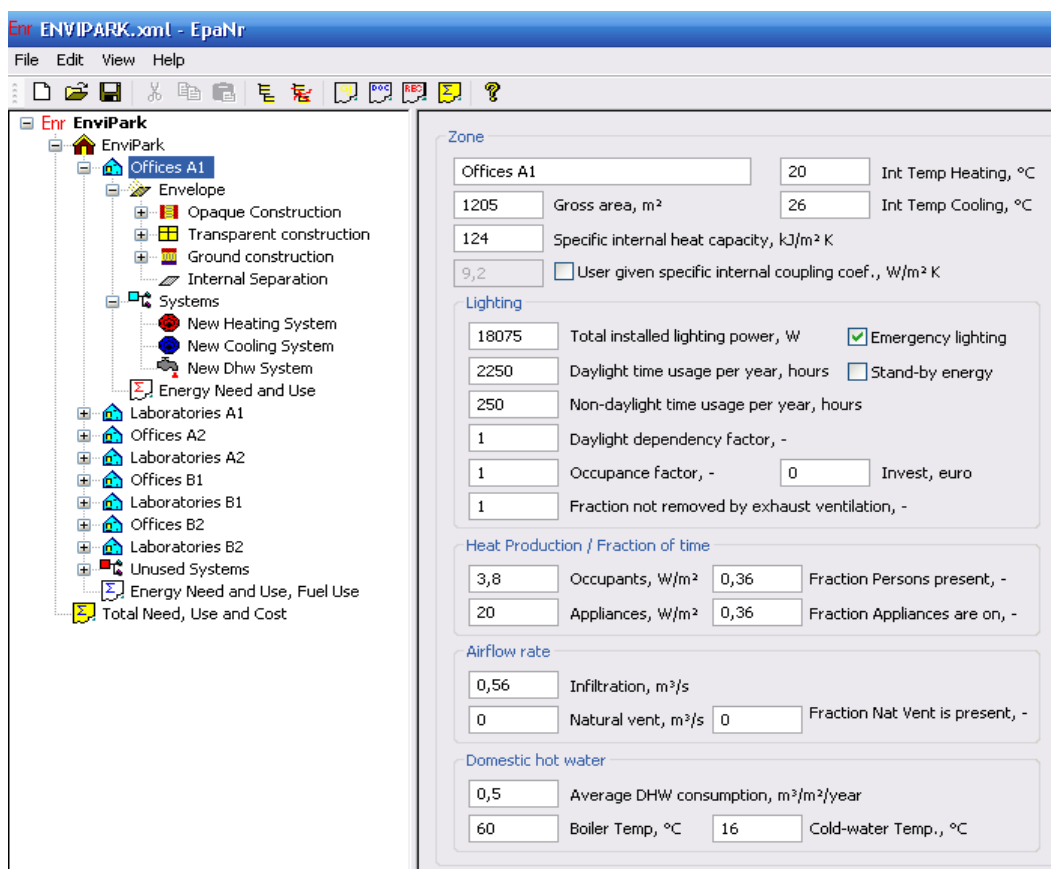 Enr ENVIPARK.xml - EpaNr
File Edit View Help
DOC REC Σ ?
Enr EnviPark
EnviPark
Offices A1
Envelope
Opaque Construction
Transparent construction
Ground construction
Internal Separation
Systems
New Heating System
New Cooling System
New Dhw System
Σ Energy Need and Use
Laboratories A1
Offices A2
Laboratories A2
Offices B1
Laboratories B1
Offices B2
Laboratories B2
Unused Systems
Σ Energy Need and Use, Fuel Use
Σ Total Need, Use and Cost
Zone
Offices A1 20 Int Temp Heating, °C
1205 Gross area, m² 26 Int Temp Cooling, °C
124 Specific internal heat capacity, kJ/m² K
9,2 User given specific internal coupling coef., W/m² K
Lighting
18075 Total installed lighting power, W Emergency lighting
2250 Daylight time usage per year, hours Stand-by energy
250 Non-daylight time usage per year, hours
1 Daylight dependency factor, -
1 Occupance factor, - 0 Invest, euro
1 Fraction not removed by exhaust ventilation, -
Heat Production / Fraction of time
3,8 Occupants, W/m² 0,36 Fraction Persons present, -
20 Appliances, W/m² 0,36 Fraction Appliances are on, -
Airflow rate
0,56 Infiltration, m³/s
0 Natural vent, m³/s 0 Fraction Nat Vent is present, -
Domestic hot water
0,5 Average DHW consumption, m³/m²/year
60 Boiler Temp, °C 16 Cold-water Temp., °C